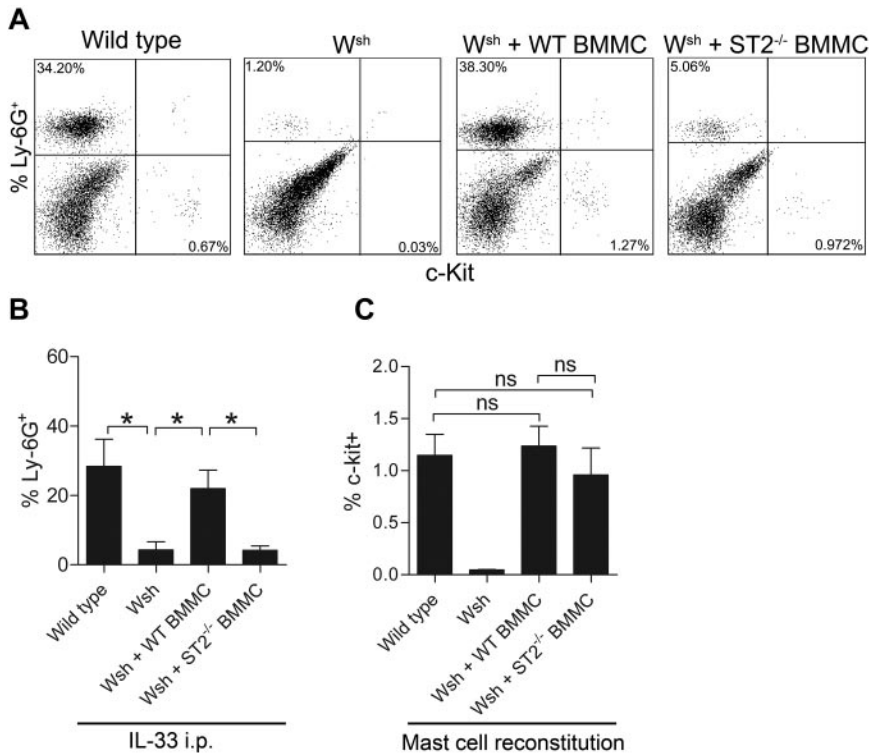 A
Wild type
Wsh
Wsh + WT BMMC
Wsh + ST2-/- BMMC
34.20%
1.20%
38.30%
5.06%
% Ly-6G+
0.67%
0.03%
1.27%
0.972%
c-Kit
B
60
40
20
0
% Ly-6G+
* * *
Wild type
Wsh
Wsh + WT BMMC
Wsh + ST2-/- BMMC
IL-33 i.p.
C
2.0
1.5
1.0
0.5
0.0
% c-kit+
ns
ns
ns
Wild type
Wsh
Wsh + WT BMMC
Wsh + ST2-/- BMMC
Mast cell reconstitution